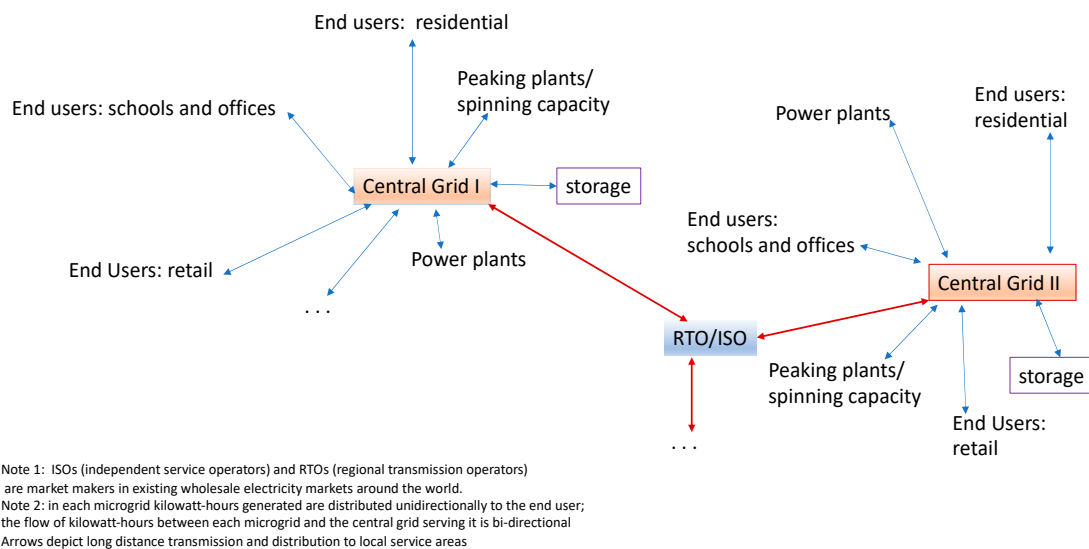 End users: residential
Peaking plants/
spinning capacity
End users: schools and offices
Central Grid I
storage
End Users: retail
Power plants
. . .
Power plants
End users:
residential
End users:
schools and offices
Central Grid II
RTO/ISO
Peaking plants/
spinning capacity
storage
End Users:
retail
. . .
Note 1:  ISOs (independent service operators) and RTOs (regional transmission operators)
are market makers in existing wholesale electricity markets around the world.
Note 2: in each microgrid kilowatt-hours generated are distributed unidirectionally to the end user;
the flow of kilowatt-hours between each microgrid and the central grid serving it is bi-directional
Arrows depict long distance transmission and distribution to local service areas